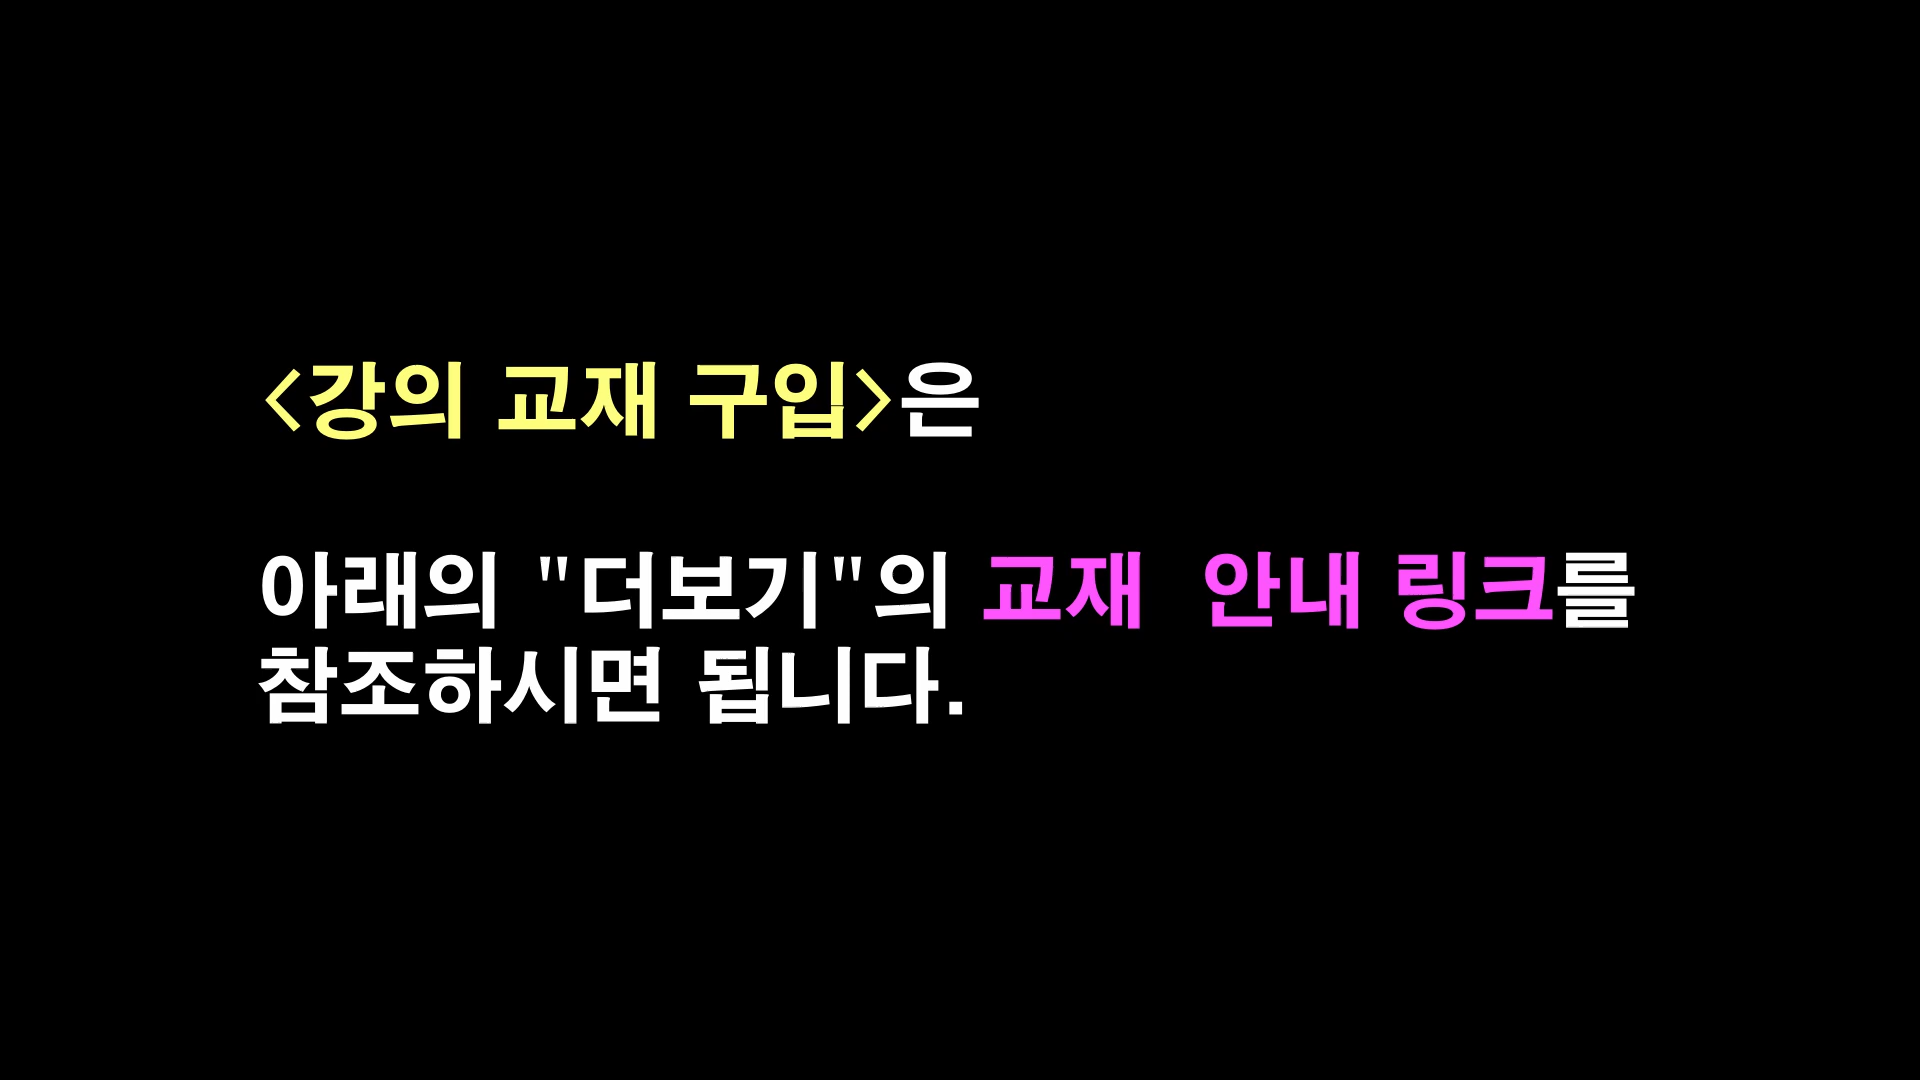 <강의 교재 구입>은
아래의 "더보기"의 교재  안내 링크를
참조하시면 됩니다.